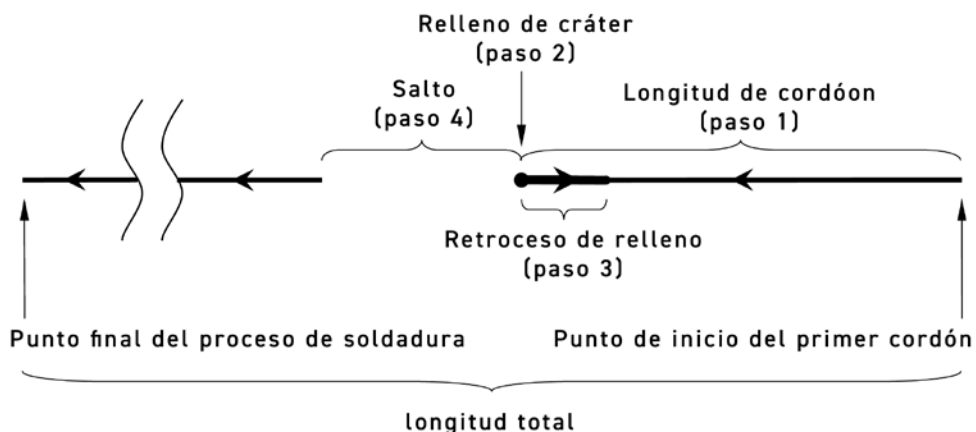 Relleno de cráter
(paso 2)
Salto
(paso 4)
Longitud de cordóon
(paso 1)
Retroceso de relleno
(paso 3)
Punto final del proceso de soldadura
Punto de inicio del primer cordón
longitud total